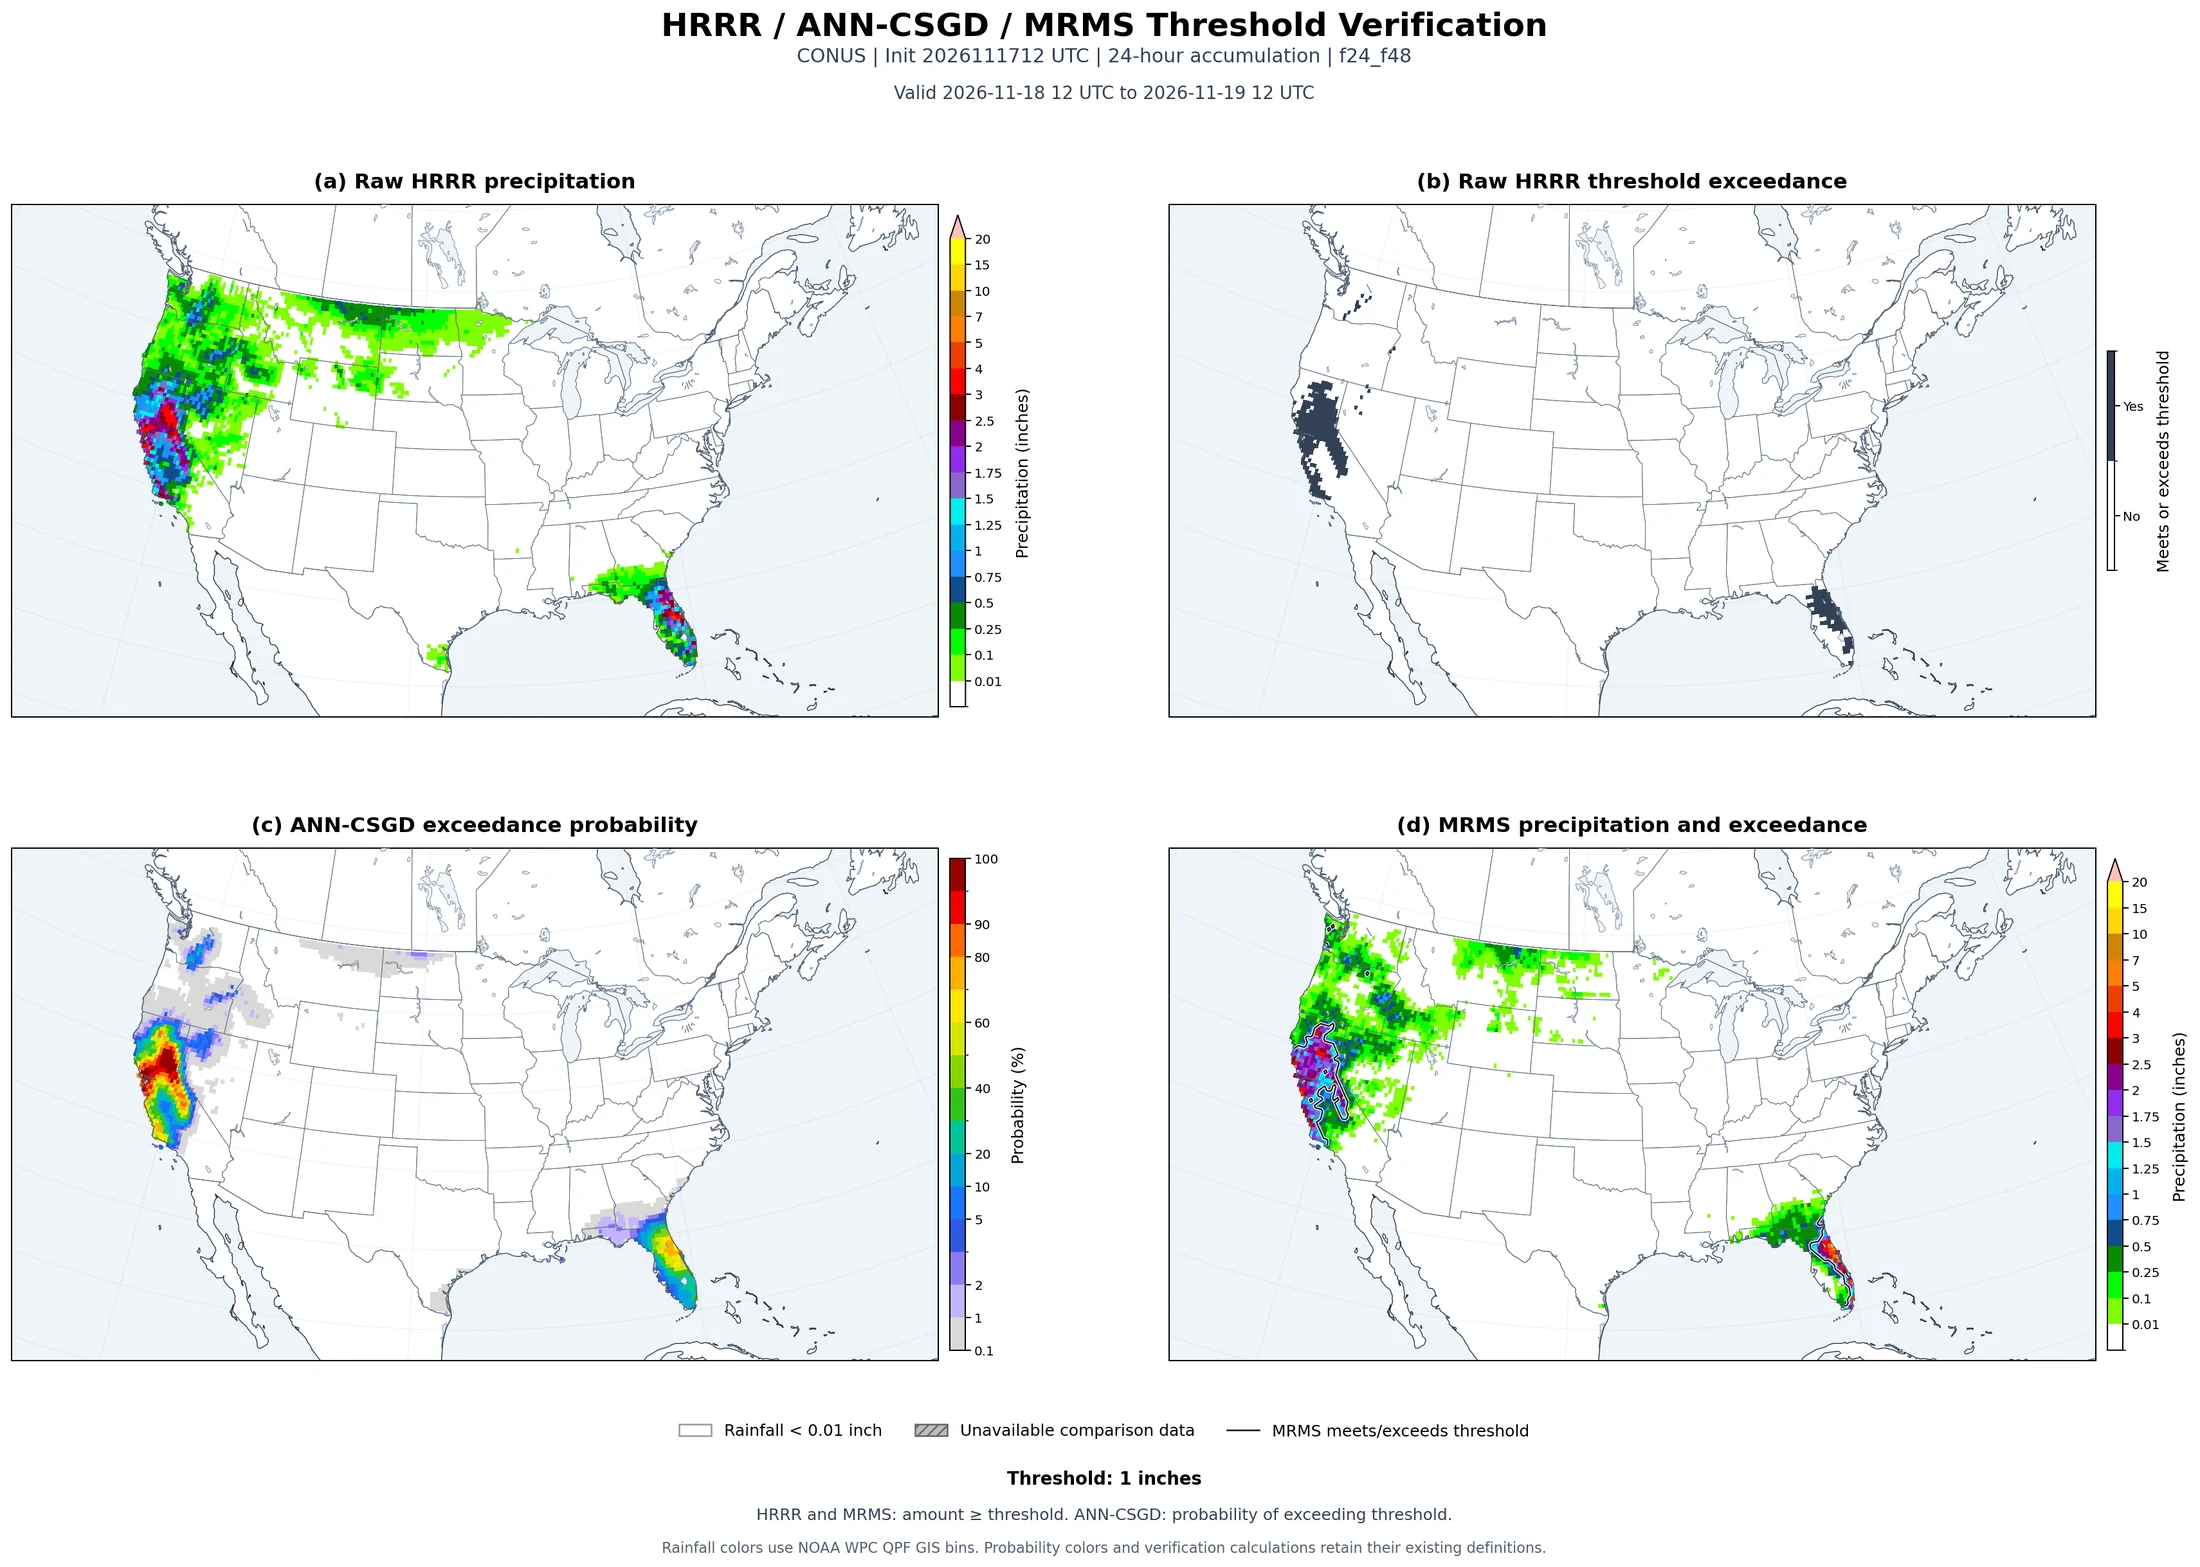 HRRR / ANN-CSGD / MRMS Threshold Verification
CONUS | Init 2026111712 UTC | 24-hour accumulation | f24_f48
Valid 2026-11-18 12 UTC to 2026-11-19 12 UTC
(a) Raw HRRR precipitation
20
15
10
7
5
4
3
2.5
2
1.75
1.5
1.25
1
0.75
0.5
0.25
0.1
0.01
Precipitation (inches)
(b) Raw HRRR threshold exceedance
Yes
No
Meets or exceeds threshold
(c) ANN-CSGD exceedance probability
100
90
80
60
40
20
10
5
2
1
0.1
Probability (%)
(d) MRMS precipitation and exceedance
20
15
10
7
5
4
3
2.5
2
1.75
1.5
1.25
1
0.75
0.5
0.25
0.1
0.01
Precipitation (inches)
Rainfall < 0.01 inch
Unavailable comparison data
MRMS meets/exceeds threshold
Threshold: 1 inches
HRRR and MRMS: amount ≥ threshold. ANN-CSGD: probability of exceeding threshold.
Rainfall colors use NOAA WPC QPF GIS bins. Probability colors and verification calculations retain their existing definitions.